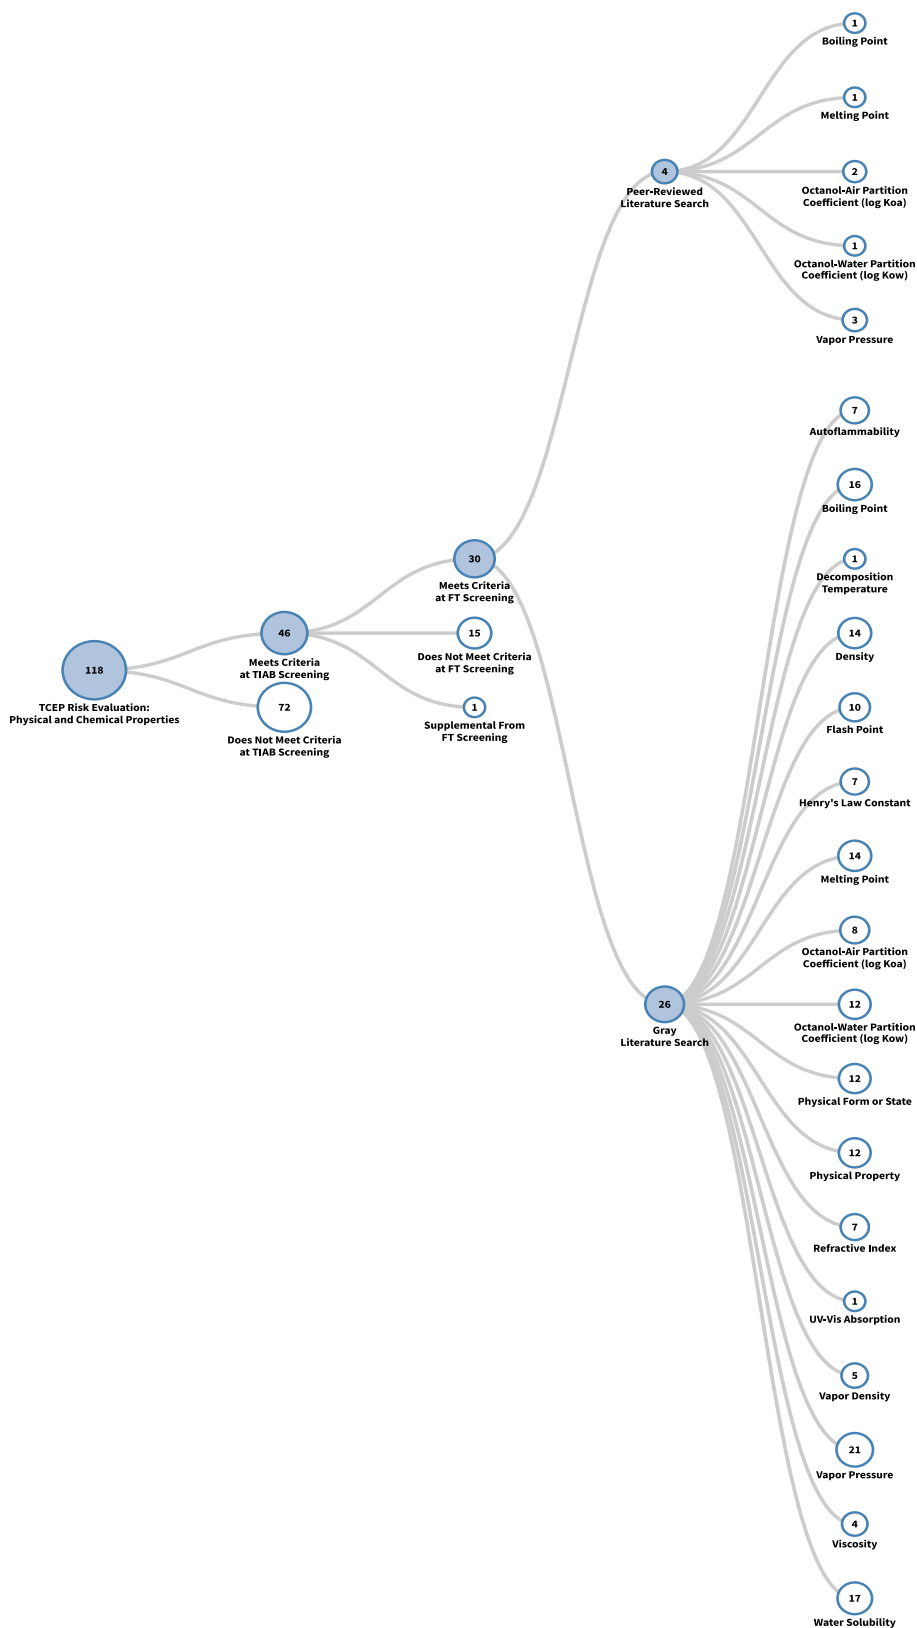 118
TCEP Risk Evaluation:
Physical and Chemical Properties
46
Meets Criteria
at TIAB Screening
72
Does Not Meet Criteria
at TIAB Screening
30
Meets Criteria
at FT Screening
15
Does Not Meet Criteria
at FT Screening
1
Supplemental From
FT Screening
4
Peer-Reviewed
Literature Search
1
Boiling Point
1
Melting Point
2
Octanol-Air Partition
Coefficient (log Koa)
1
Octanol-Water Partition
Coefficient (log Kow)
3
Vapor Pressure
26
Gray
Literature Search
7
Autoflammability
16
Boiling Point
1
Decomposition
Temperature
14
Density
10
Flash Point
7
Henry's Law Constant
14
Melting Point
8
Octanol-Air Partition
Coefficient (log Koa)
12
Octanol-Water Partition
Coefficient (log Kow)
12
Physical Form or State
12
Physical Property
7
Refractive Index
1
UV-Vis Absorption
5
Vapor Density
21
Vapor Pressure
4
Viscosity
17
Water Solubility